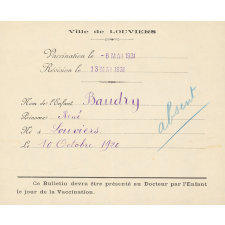 Ville de LOUVIERS
Vaccination le -6 MAI 1931
Révision le 13 MAI 1931
Nom de l'Enfant Baudry
Prénoms René
Né à Louviers
Le 10 Octobre 1920
absent
Ce Bulletin devra être présenté au Docteur par l'Enfant
le jour de la Vaccination.